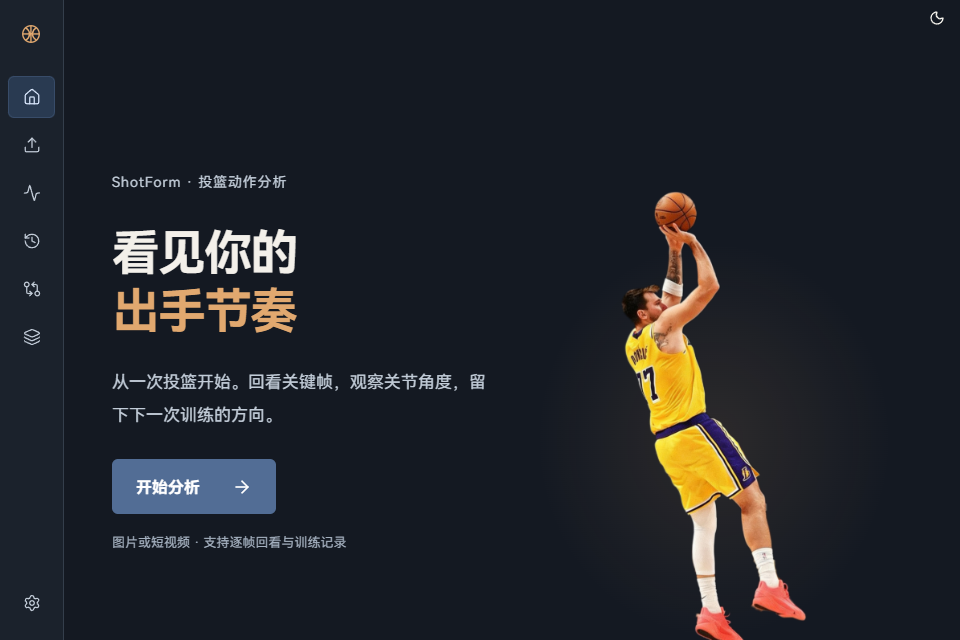 ShotForm · 投篮动作分析
看见你的
出手节奏
从一次投篮开始。回看关键帧，观察关节角度，留
下下一次训练的方向。
开始分析
图片或短视频 · 支持逐帧回看与训练记录
77